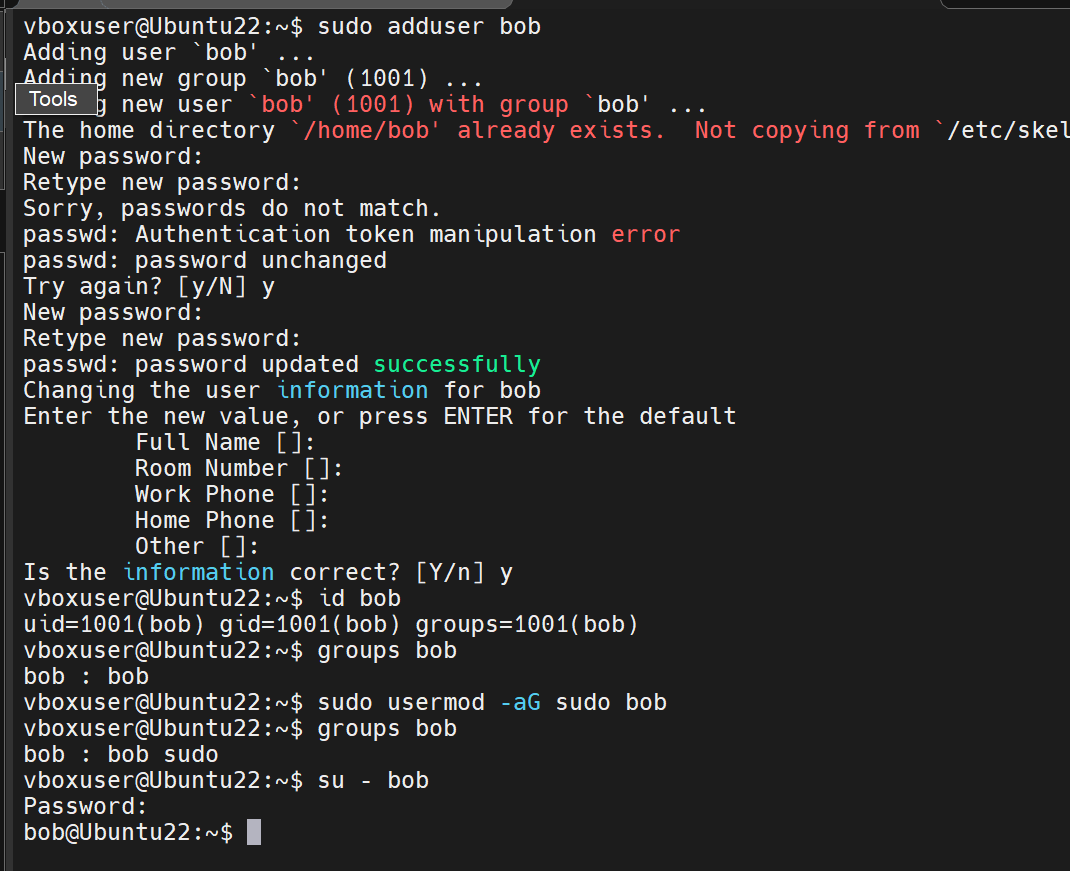 vboxuser@Ubuntu22:~$ sudo adduser bob
Adding user `bob' ...
Adding new group `bob' (1001) ...
Tools
g new user `bob' (1001) with group `bob' ...
The home directory `/home/bob' already exists.  Not copying from `/etc/skel
New password:
Retype new password:
Sorry, passwords do not match.
passwd: Authentication token manipulation error
passwd: password unchanged
Try again? [y/N] y
New password:
Retype new password:
passwd: password updated successfully
Changing the user information for bob
Enter the new value, or press ENTER for the default
        Full Name []:
        Room Number []:
        Work Phone []:
        Home Phone []:
        Other []:
Is the information correct? [Y/n] y
vboxuser@Ubuntu22:~$ id bob
uid=1001(bob) gid=1001(bob) groups=1001(bob)
vboxuser@Ubuntu22:~$ groups bob
bob : bob
vboxuser@Ubuntu22:~$ sudo usermod -aG sudo bob
vboxuser@Ubuntu22:~$ groups bob
bob : bob sudo
vboxuser@Ubuntu22:~$ su - bob
Password:
bob@Ubuntu22:~$